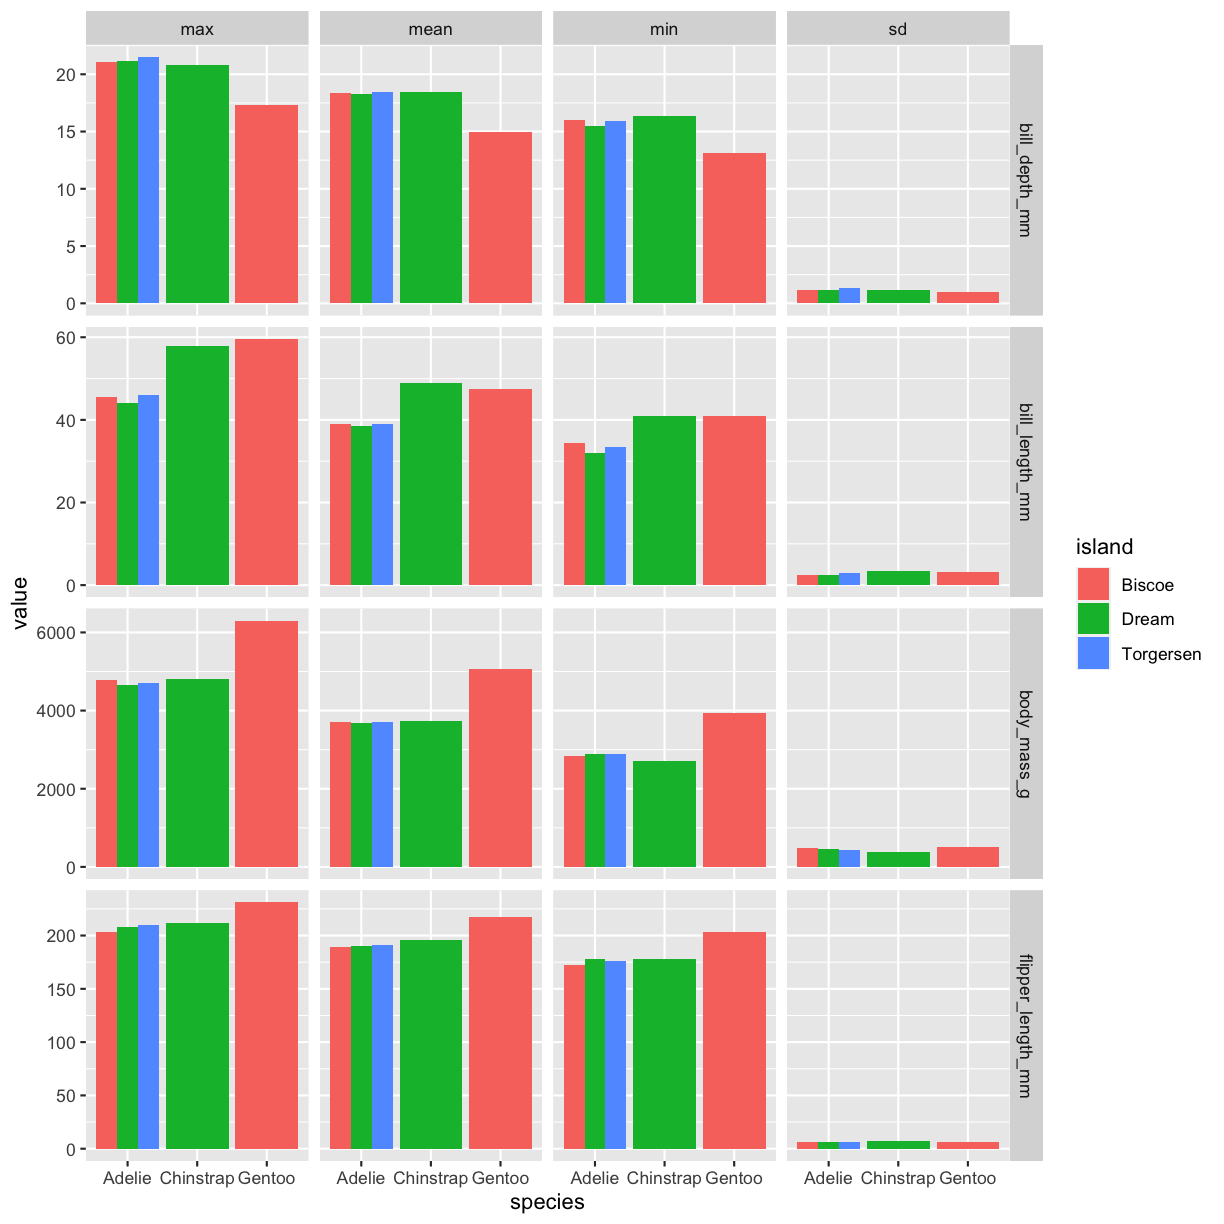 max mean min sd
20
15
10
5
0
bill_depth_mm
60
40
20
0
bill_length_mm
6000
4000
2000
0
body_mass_g
200
150
100
50
0
flipper_length_mm
Adelie Chinstrap Gentoo Adelie Chinstrap Gentoo Adelie Chinstrap Gentoo Adelie Chinstrap Gentoo
species
value
island
Biscoe
Dream
Torgersen